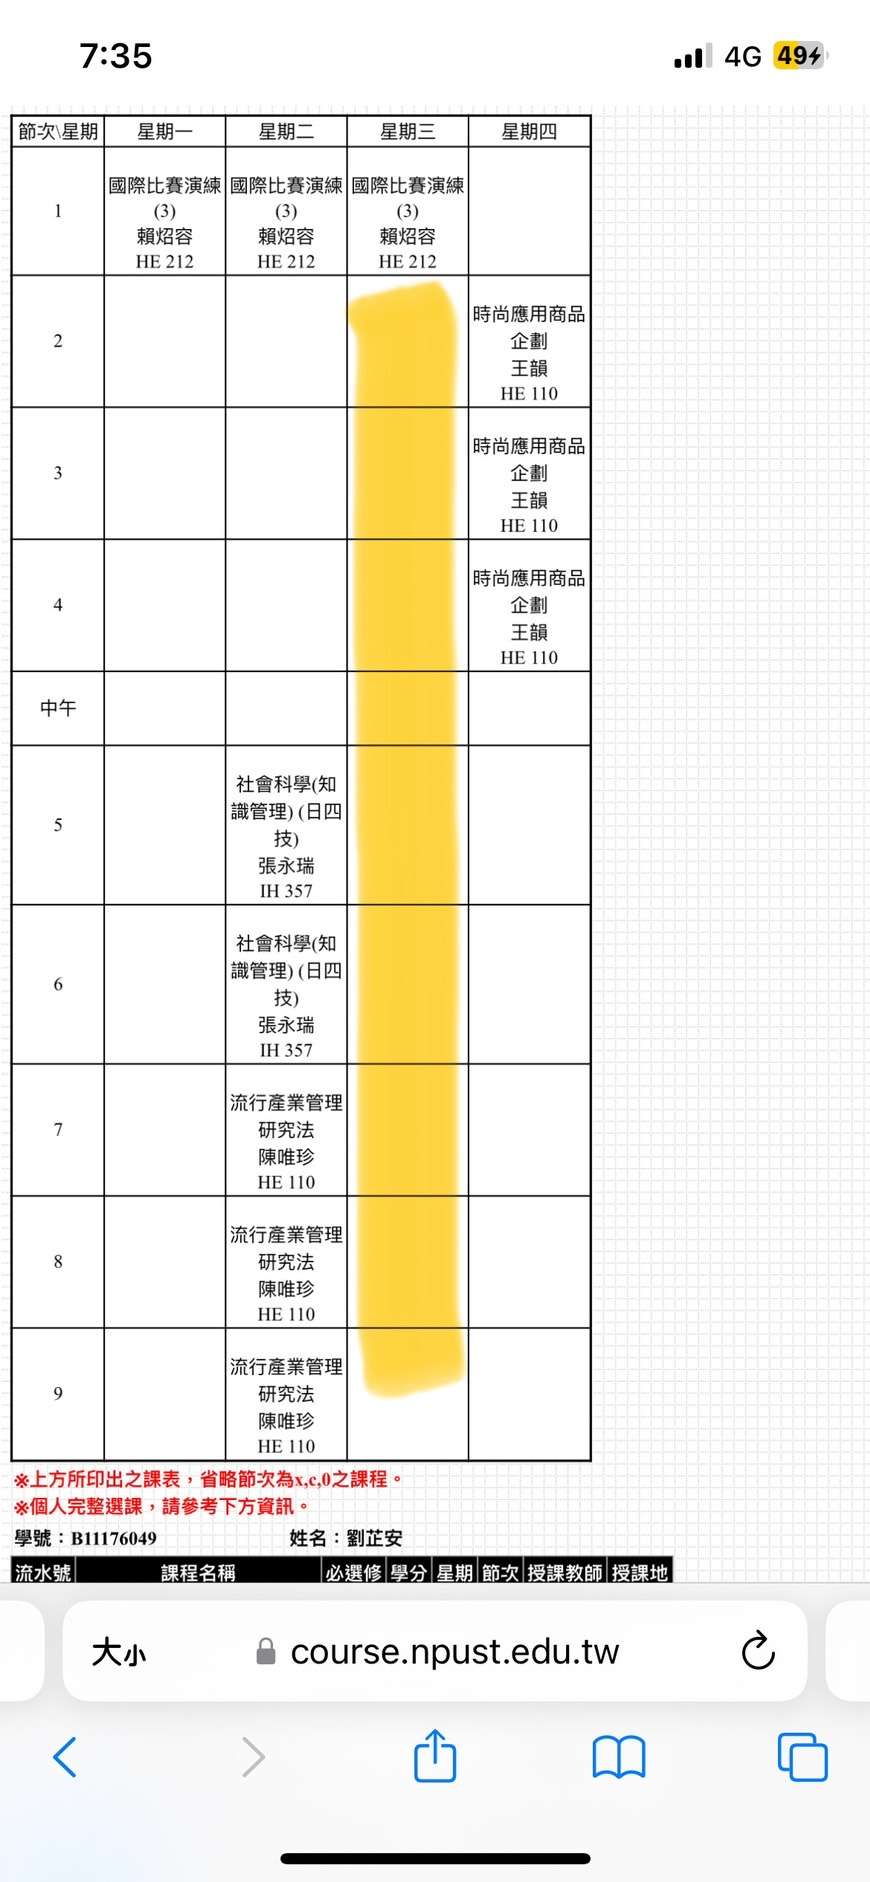 7:35 4G 49
節次\星期 星期一 星期二 星期三 星期四
1
國際比賽演練
(3)
賴炤容
HE 212
國際比賽演練
(3)
賴炤容
HE 212
國際比賽演練
(3)
賴炤容
HE 212
2
時尚應用商品
企劃
王韻
HE 110
3
時尚應用商品
企劃
王韻
HE 110
4
時尚應用商品
企劃
王韻
HE 110
中午
5
社會科學(知
識管理) (日四
技)
張永瑞
IH 357
6
社會科學(知
識管理) (日四
技)
張永瑞
IH 357
7
流行產業管理
研究法
陳唯珍
HE 110
8
流行產業管理
研究法
陳唯珍
HE 110
9
流行產業管理
研究法
陳唯珍
HE 110
※上方所印出之課表，省略節次為x,c,0之課程。
※個人完整選課，請參考下方資訊。
學號：B11176049 姓名：劉芷安
流水號 課程名稱 必選修 學分 星期 節次 授課教師 授課地
大小 course.npust.edu.tw